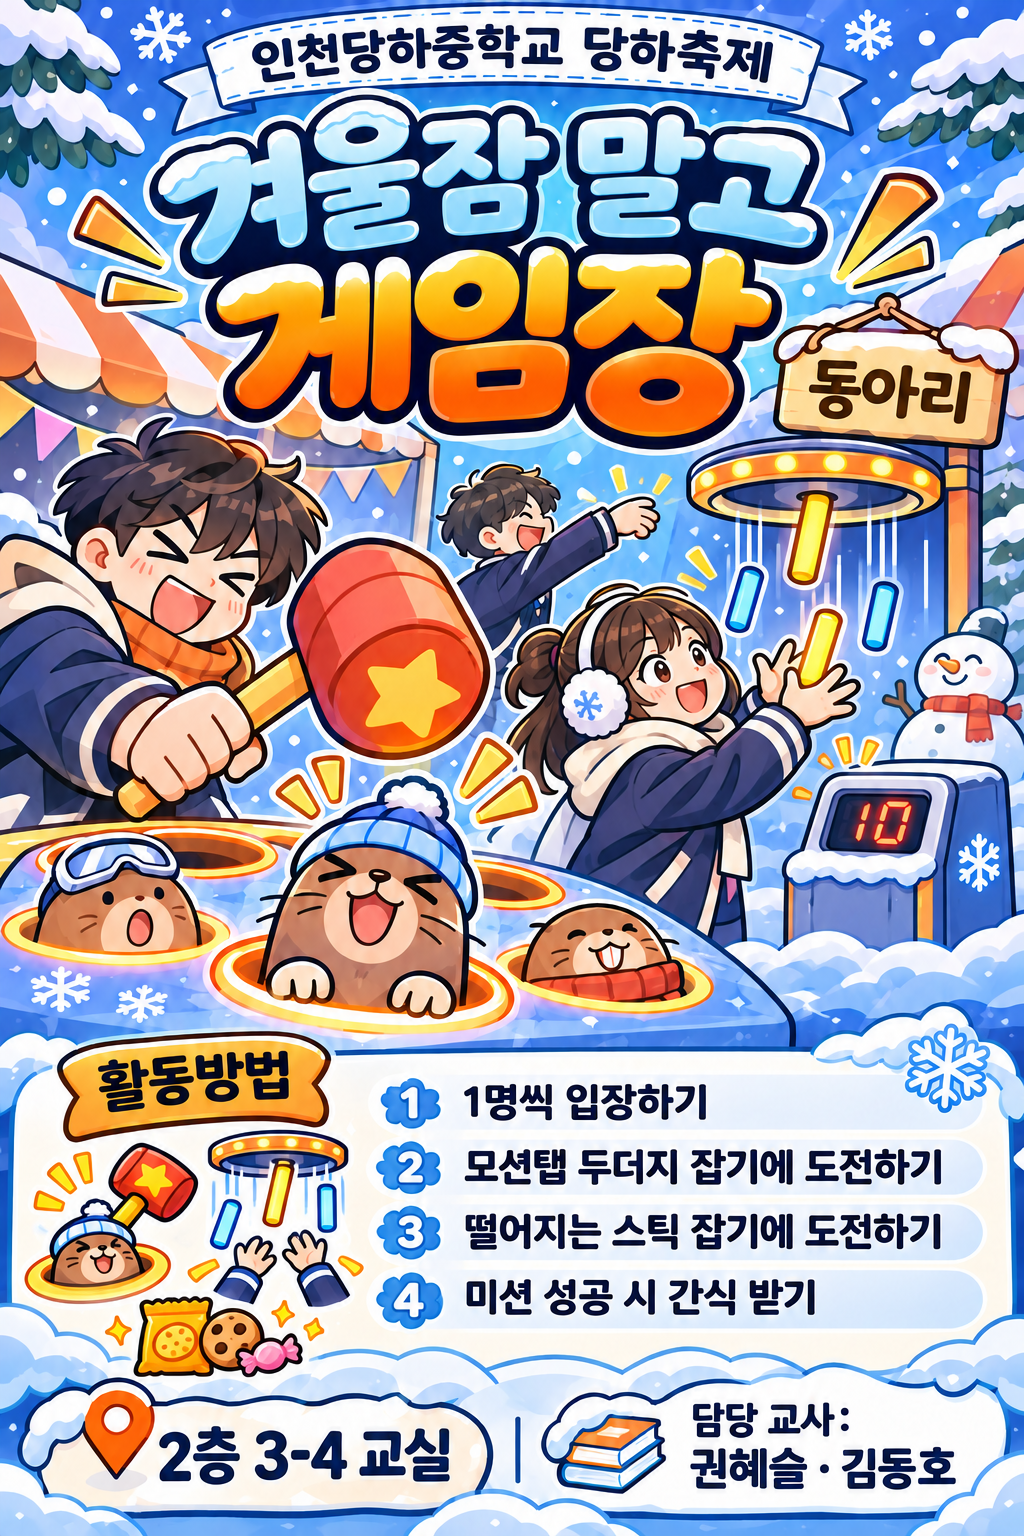 인천당하중학교 당하축제
겨울잠 말고
게임장
동아리
10
활동방법
1 1명씩 입장하기
2 모션탭 두더지 잡기에 도전하기
3 떨어지는 스틱 잡기에 도전하기
4 미션 성공 시 간식 받기
2층 3-4 교실
담당 교사:
권혜슬 · 김동호